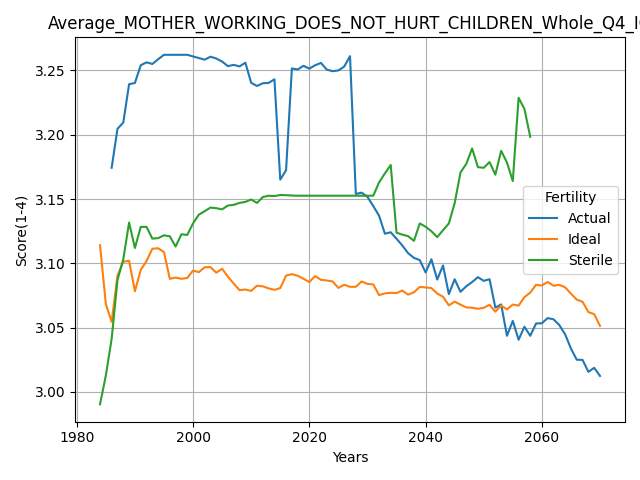 Average_MOTHER_WORKING_DOES_NOT_HURT_CHILDREN_Whole_Q4_I
Score(1-4)
3.25
3.20
3.15
3.10
3.05
3.00
Fertility
Actual
Ideal
Sterile
1980
2000
2020
2040
2060
Years